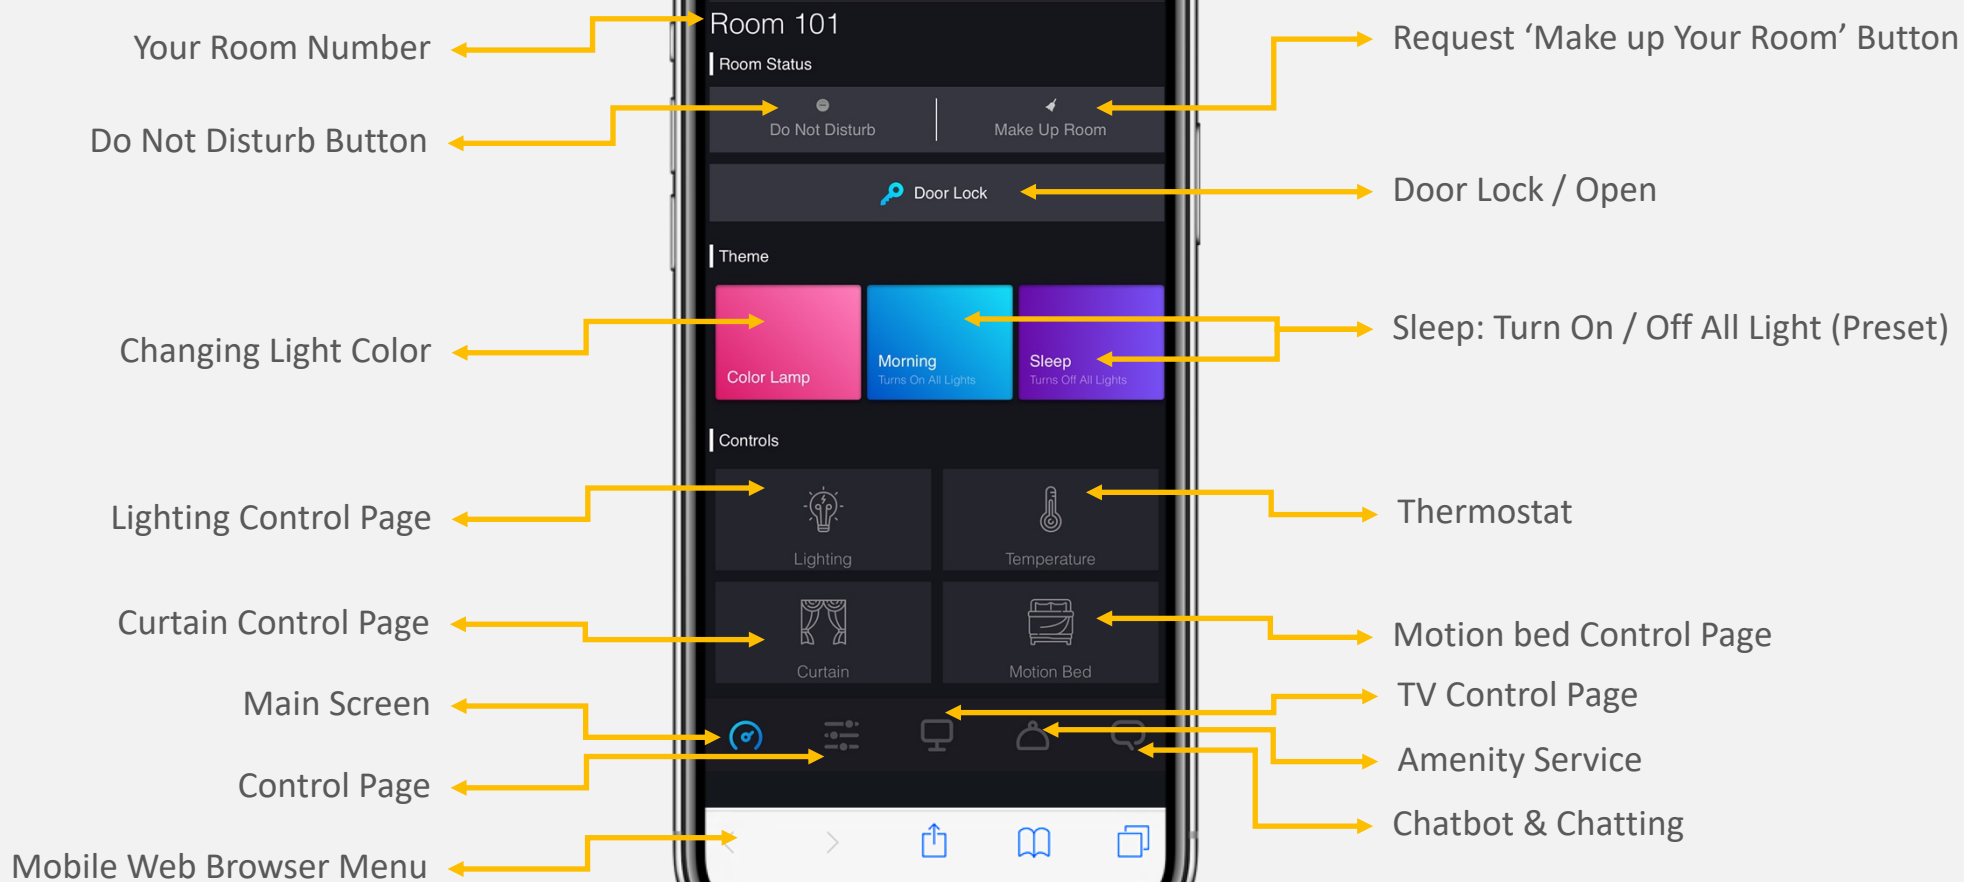 Your Room Number
Do Not Disturb Button
Changing Light Color
Lighting Control Page
Curtain Control Page
Main Screen
Control Page
Mobile Web Browser Menu
Room 101
Room Status
Do Not Disturb
Make Up Room
Door Lock
Theme
Color Lamp
Morning
Turns On All Lights
Sleep
Turns Off All Lights
Controls
Lighting
Temperature
Curtain
Motion Bed
Request ‘Make up Your Room’ Button
Door Lock / Open
Sleep: Turn On / Off All Light (Preset)
Thermostat
Motion bed Control Page
TV Control Page
Amenity Service
Chatbot & Chatting